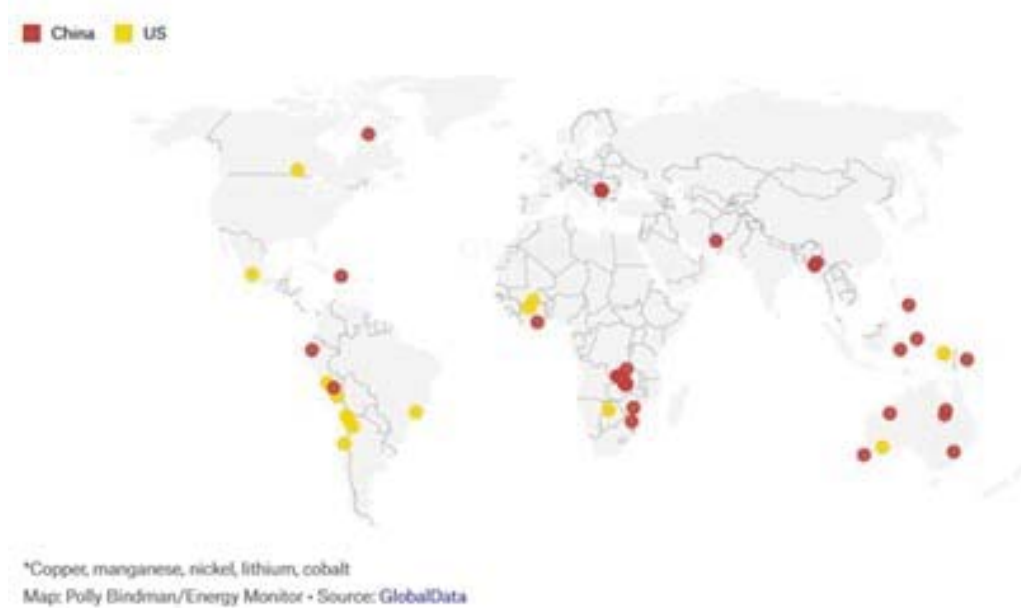 China US
*Copper, manganese, nickel, lithium, cobalt
Map: Polly Bindman/Energy Monitor • Source: GlobalData